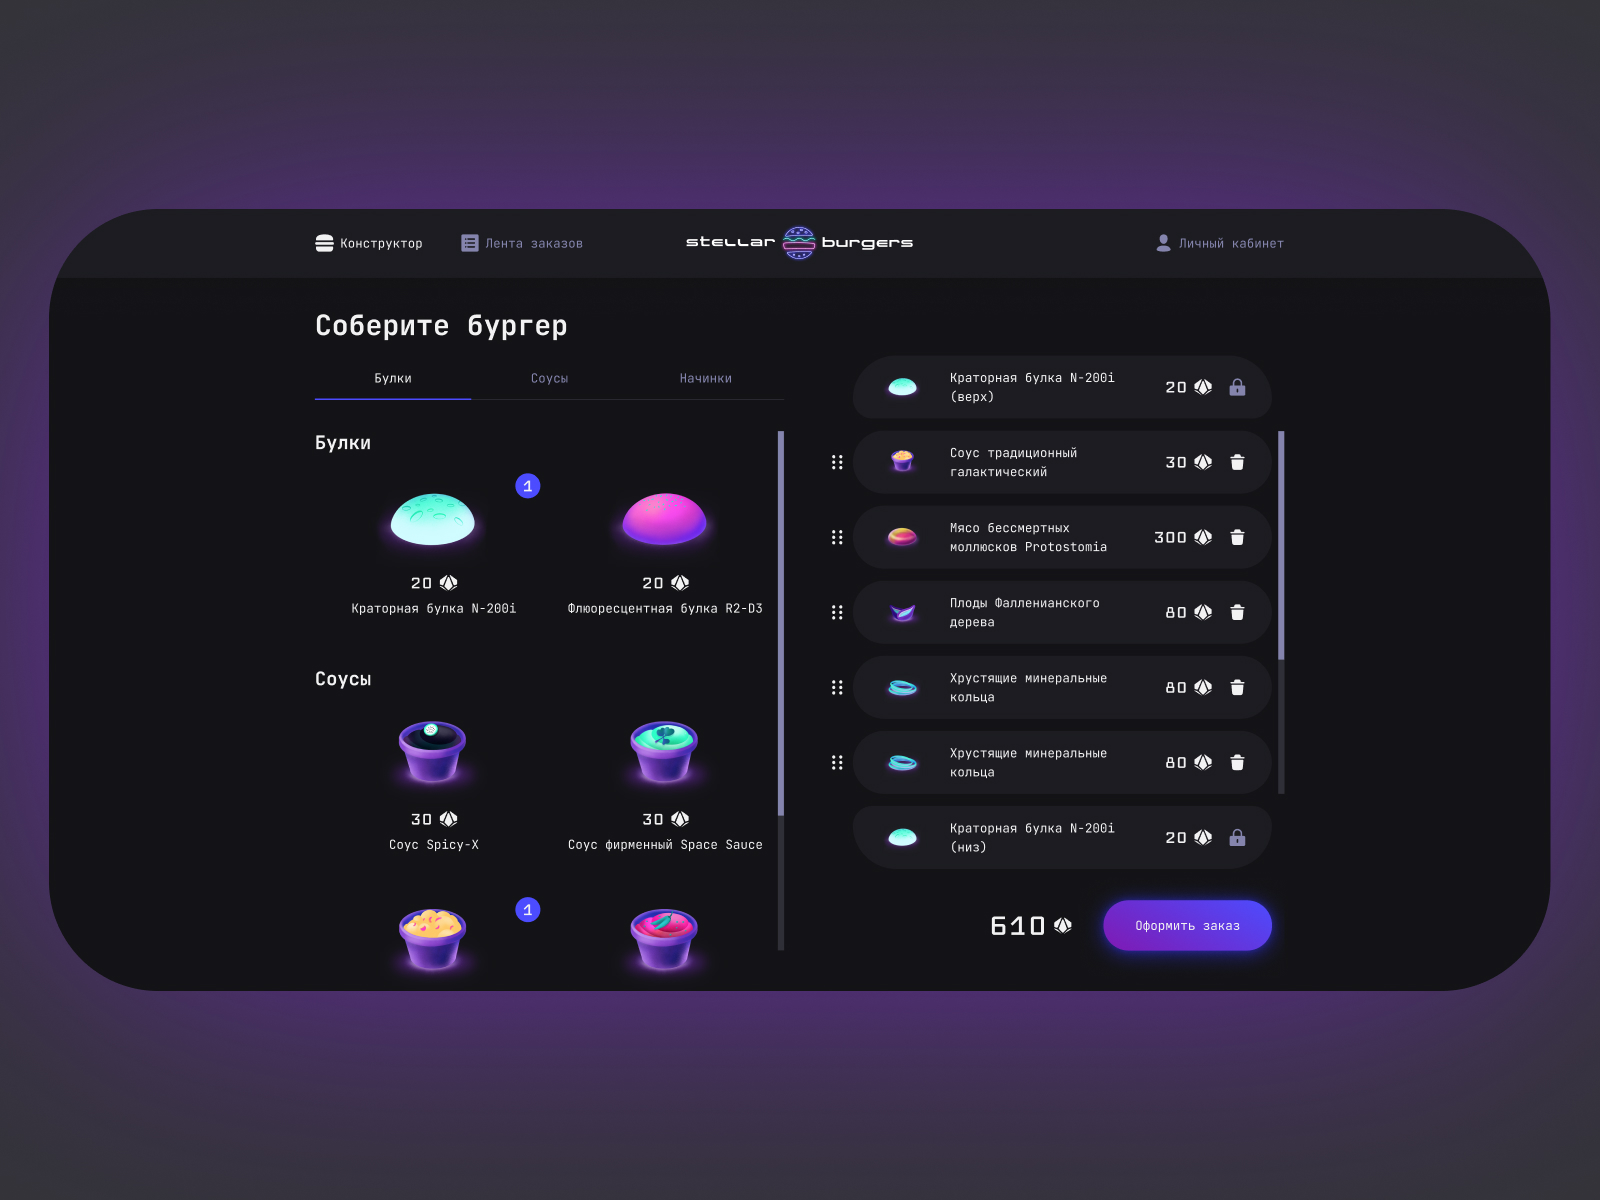 Конструктор
Лента заказов
stellar burgers
Личный кабинет
Соберите бургер
Булки
Соусы
Начинки
Булки
1
20
20
Краторная булка N-200i
Флюоресцентная булка R2-D3
Соусы
30
30
Соус Spicy-X
Соус фирменный Space Sauce
1
Краторная булка N-200i
(верх)
20
Соус традиционный
галактический
30
Мясо бессмертных
моллюсков Protostomia
300
Плоды Фалленианского
дерева
80
Хрустящие минеральные
кольца
80
Хрустящие минеральные
кольца
80
Краторная булка N-200i
(низ)
20
610
Оформить заказ